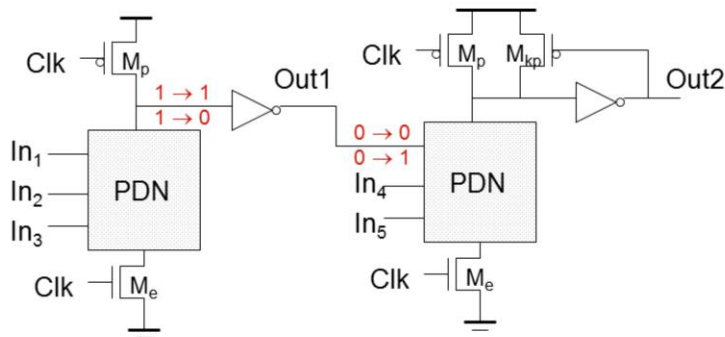 Clk
Mp
1 → 1
1 → 0
Out1
In1
In2
In3
PDN
Clk
Me
Clk
Mp
Mkp
Out2
0 → 0
0 → 1
In4
In5
PDN
Clk
Me